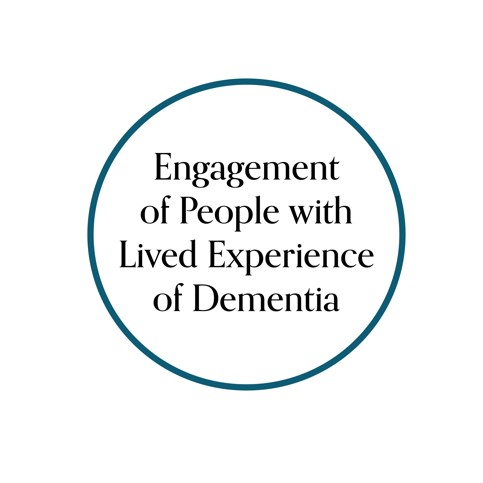 Engagement
of People with
Lived Experience
of Dementia